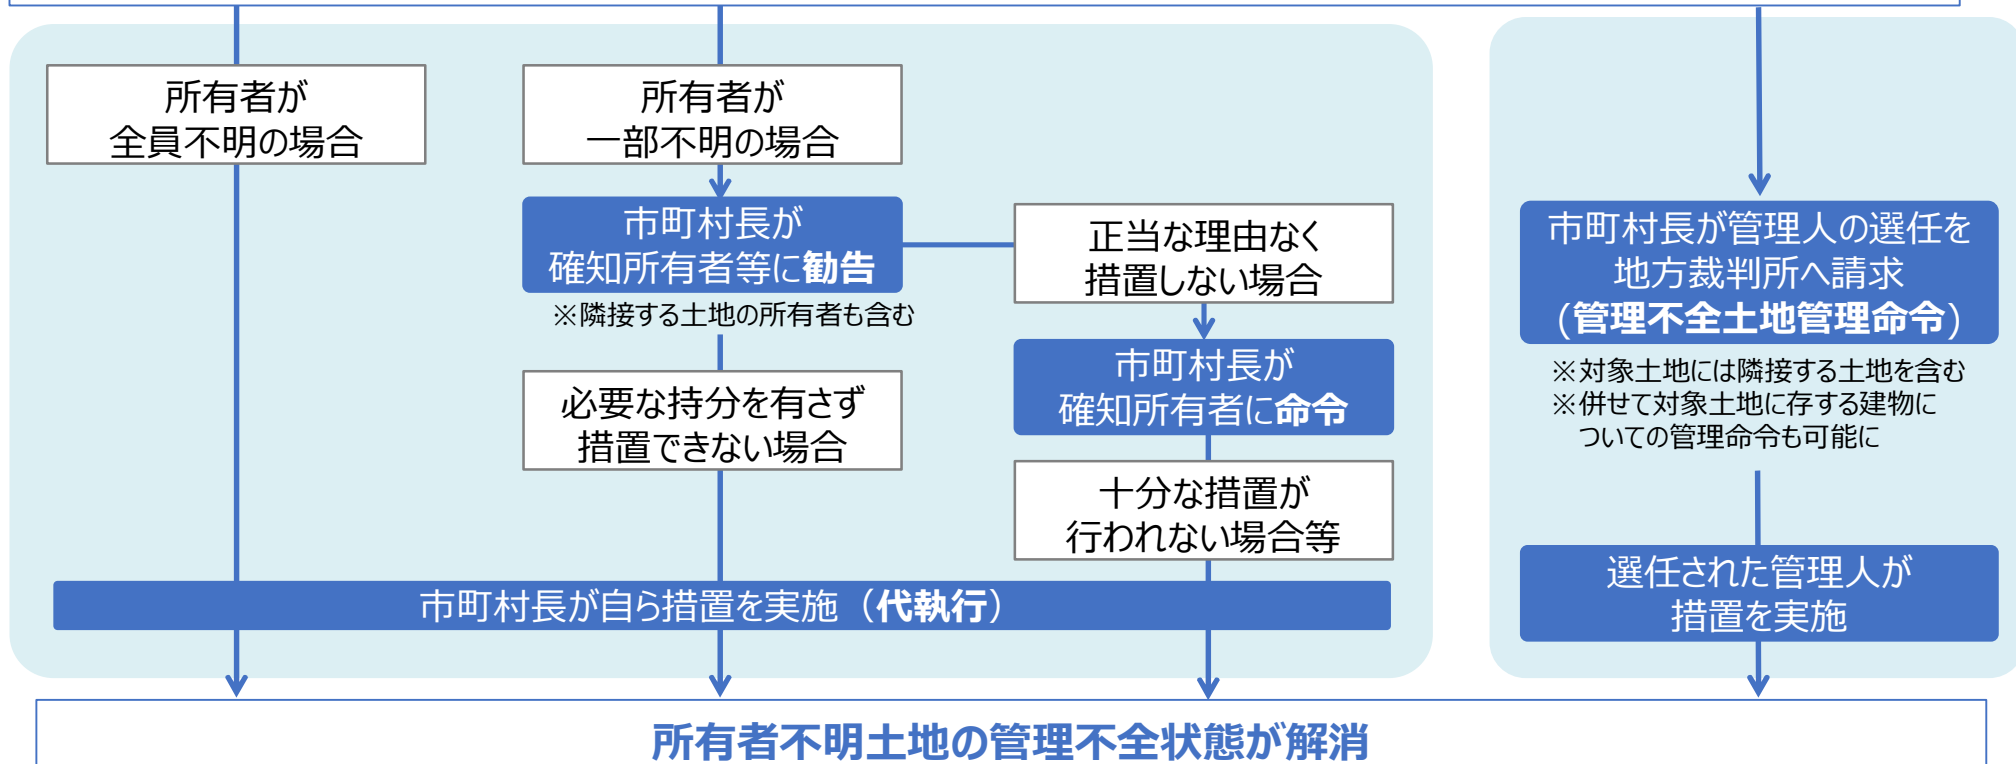 所有者が
全員不明の場合
所有者が
一部不明の場合
市町村長が
確知所有者等に勧告
※隣接する土地の所有者も含む
必要な持分を有さず
措置できない場合
正当な理由なく
措置しない場合
市町村長が
確知所有者に命令
十分な措置が
行われない場合等
市町村長が自ら措置を実施（代執行）
市町村長が管理人の選任を
地方裁判所へ請求
(管理不全土地管理命令)
※対象土地には隣接する土地を含む
※併せて対象土地に存する建物に
ついての管理命令も可能に
選任された管理人が
措置を実施
所有者不明土地の管理不全状態が解消